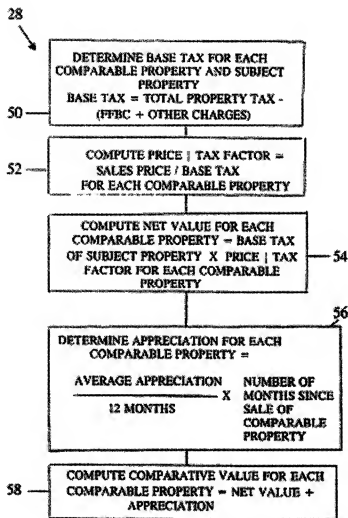 28
DETERMINE BASE TAX FOR EACH
COMPARABLE PROPERTY AND SUBJECT
PROPERTY
BASE TAX = TOTAL PROPERTY TAX -
(FFBC + OTHER CHARGES)
50
COMPUTE PRICE | TAX FACTOR =
SALES PRICE / BASE TAX
FOR EACH COMPARABLE PROPERTY
52
COMPUTE NET VALUE FOR EACH
COMPARABLE PROPERTY = BASE TAX
OF SUBJECT PROPERTY X PRICE | TAX
FACTOR FOR EACH COMPARABLE
PROPERTY
54
56
DETERMINE APPRECIATION FOR EACH
COMPARABLE PROPERTY =
AVERAGE APPRECIATION
12 MONTHS
X
NUMBER OF
MONTHS SINCE
SALE OF
COMPARABLE
PROPERTY
COMPUTE COMPARATIVE VALUE FOR EACH
COMPARABLE PROPERTY = NET VALUE +
APPRECIATION
58